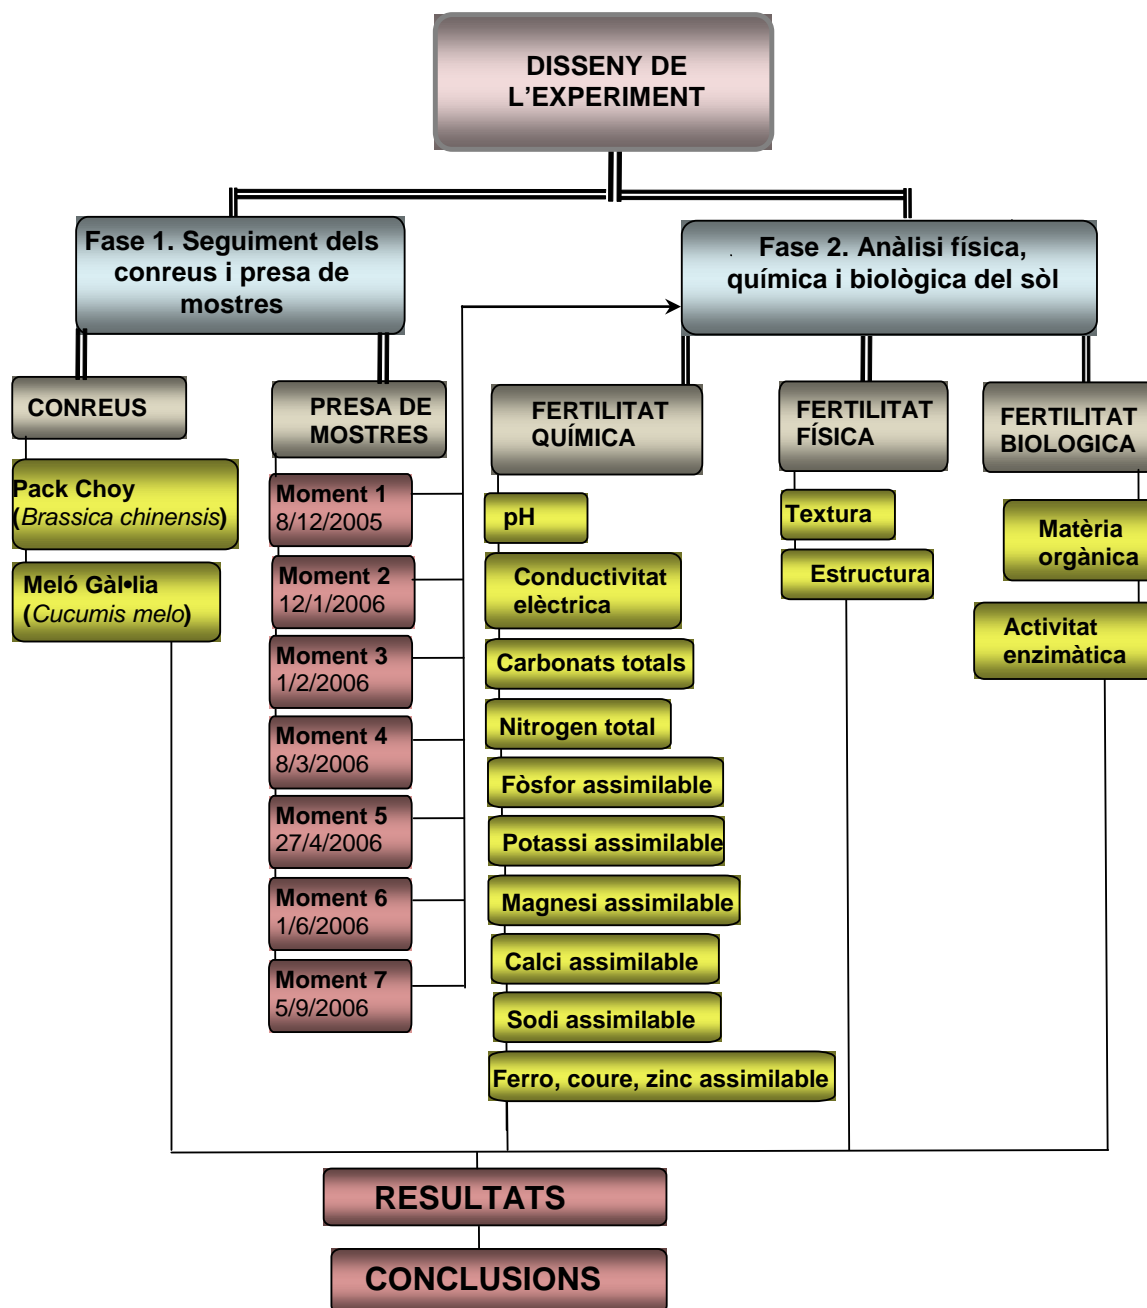 DISSENY DE
L’EXPERIMENT
Fase 1. Seguiment dels
conreus i presa de
mostres
Fase 2. Anàlisi física,
química i biològica del sòl
CONREUS
Pack Choy
(Brassica chinensis)
Meló Gàl•lia
(Cucumis melo)
PRESA DE
MOSTRES
Moment 1
8/12/2005
Moment 2
12/1/2006
Moment 3
1/2/2006
Moment 4
8/3/2006
Moment 5
27/4/2006
Moment 6
1/6/2006
Moment 7
5/9/2006
FERTILITAT
QUÍMICA
pH
Conductivitat
elèctrica
Carbonats totals
Nitrogen total
Fòsfor assimilable
Potassi assimilable
Magnesi assimilable
Calci assimilable
Sodi assimilable
Ferro, coure, zinc assimilable
FERTILITAT
FÍSICA
Textura
Estructura
FERTILITAT
BIOLOGICA
Matèria
orgànica
Activitat
enzimàtica
RESULTATS
CONCLUSIONS